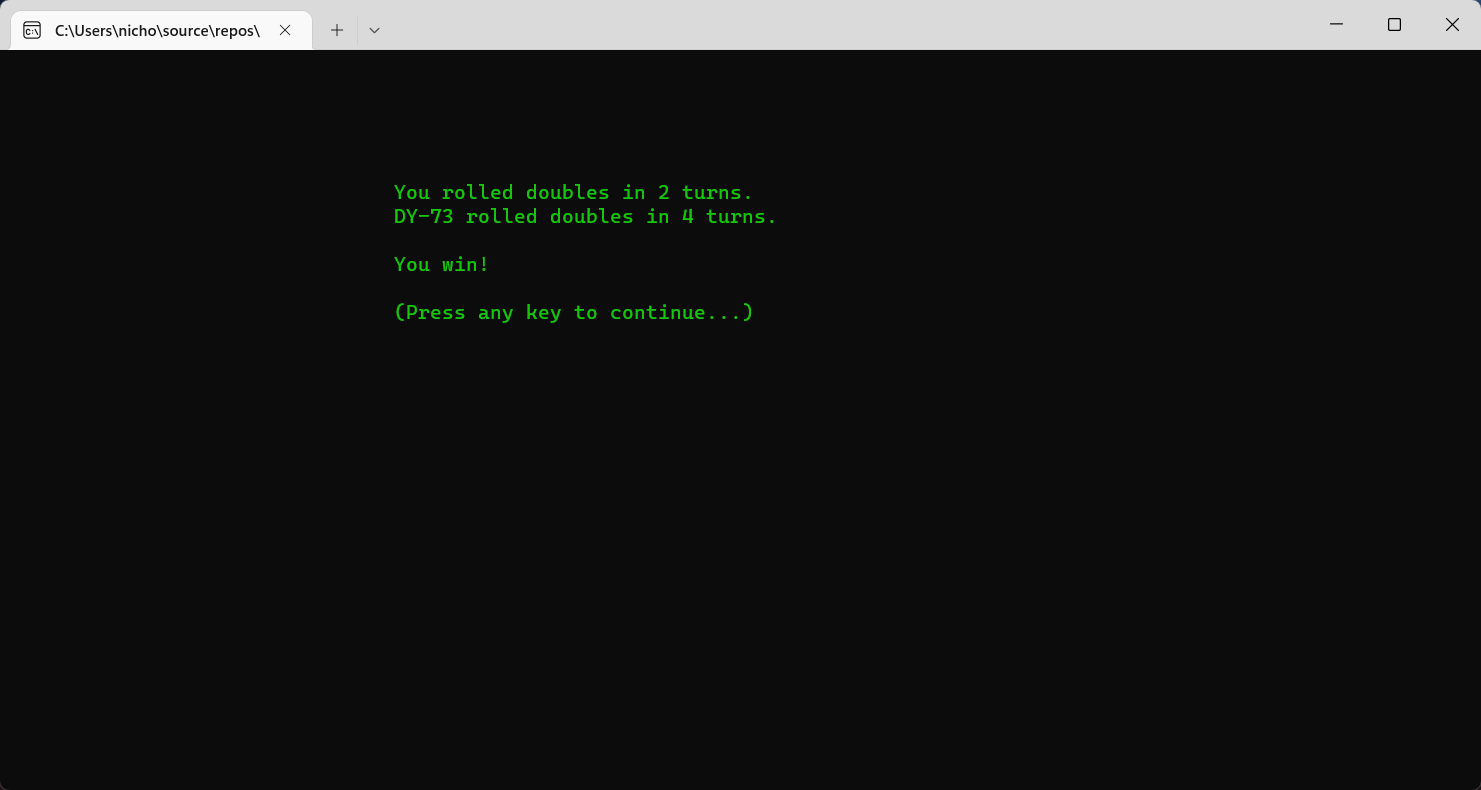 C:\Users\nicho\source\repos\
You rolled doubles in 2 turns.
DY-73 rolled doubles in 4 turns.
You win!
(Press any key to continue...)